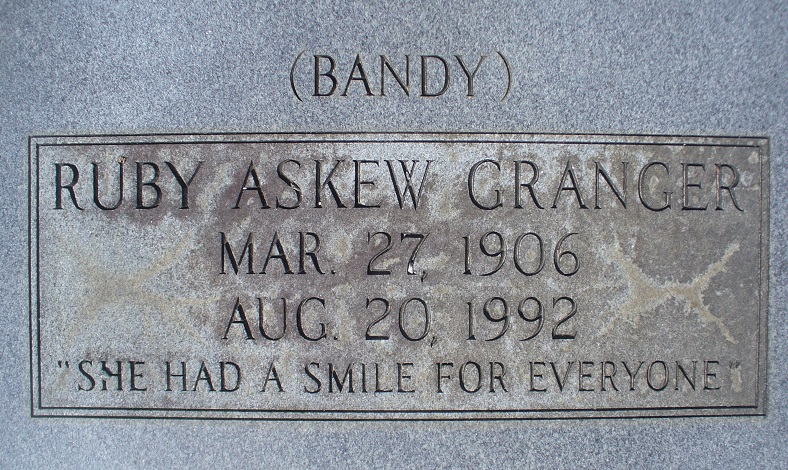 (BANDY)
RUBY ASKEW GRANGER
MAR. 27, 1906
AUG. 20, 1992
"SHE HAD A SMILE FOR EVERYONE"